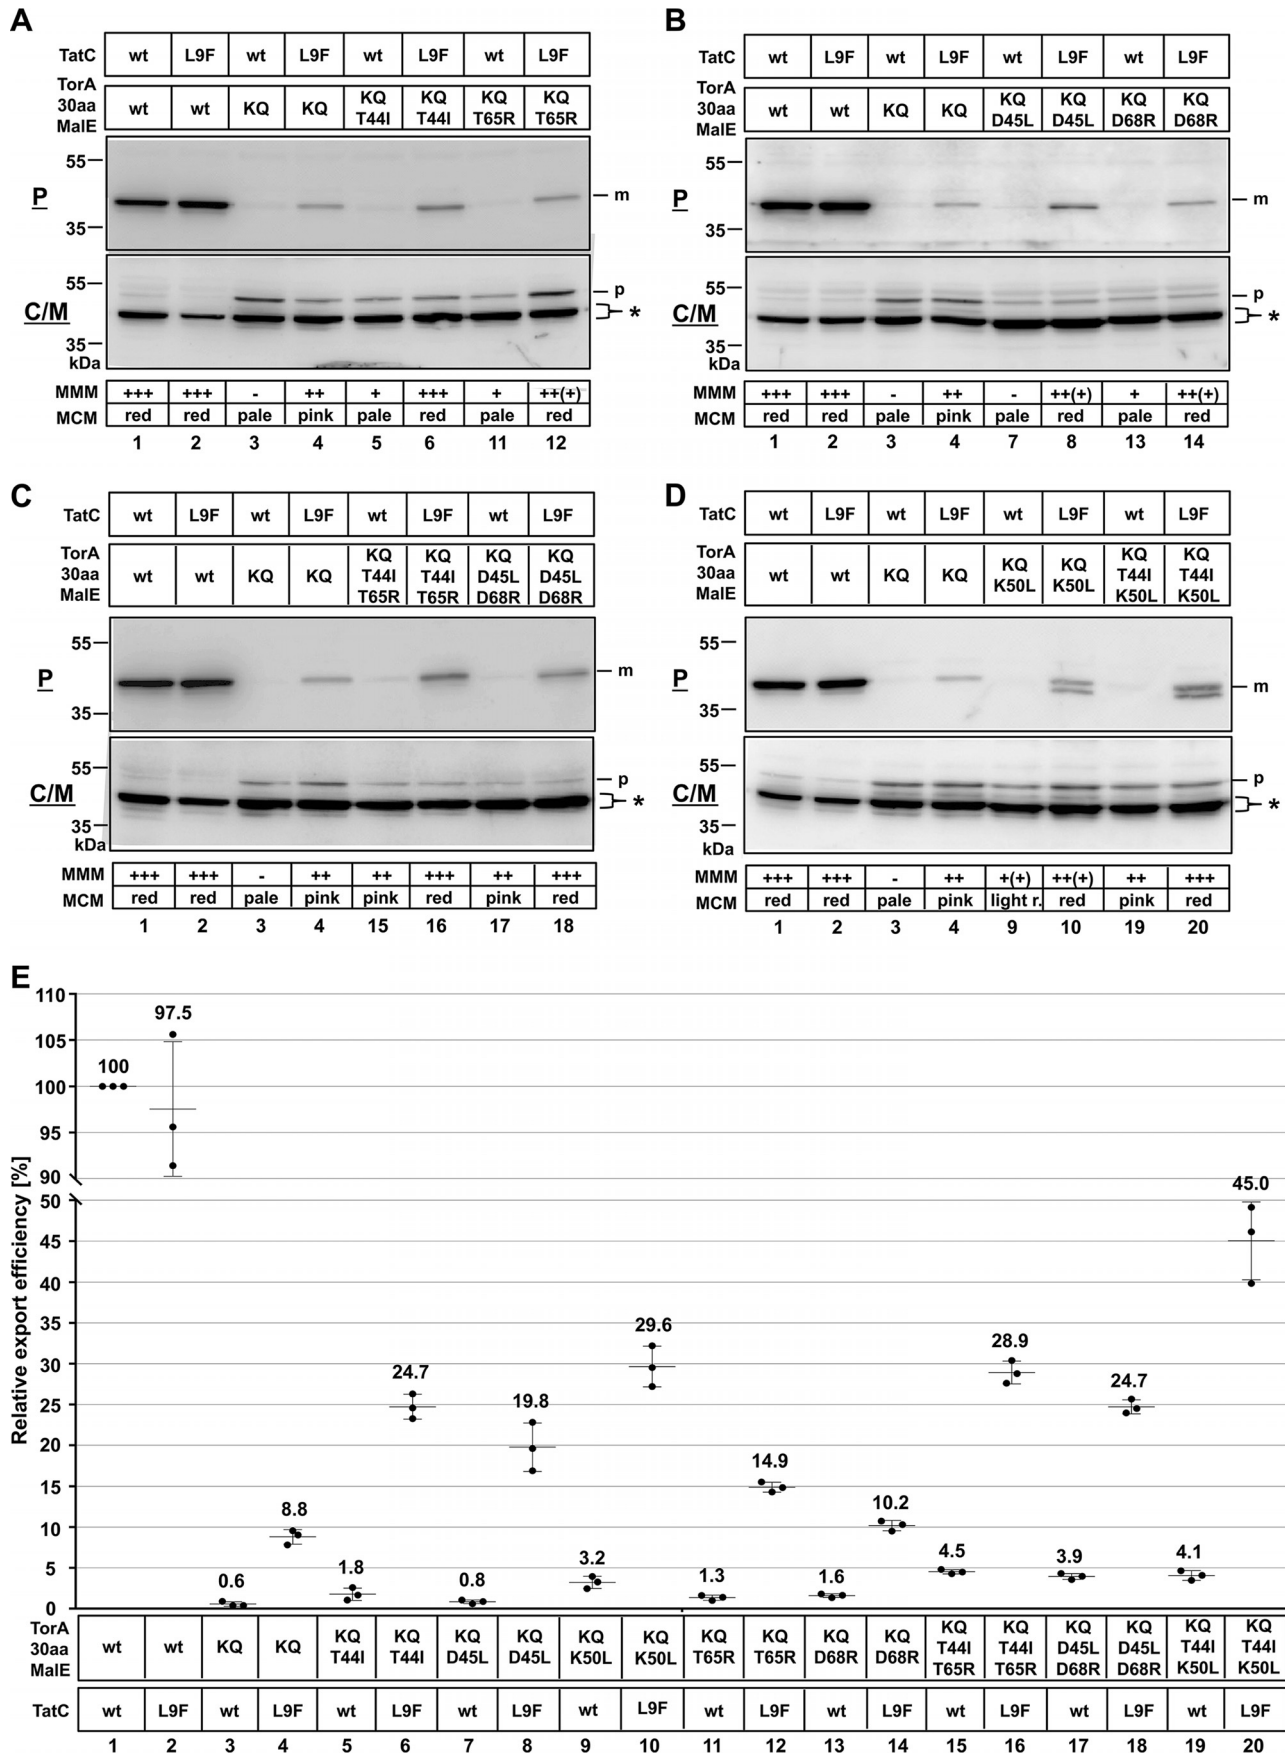 A
TatC wt L9F wt L9F wt L9F wt L9F
TorA 30aa MalE wt wt KQ KQ KQ T44I KQ T44I KQ T65R KQ T65R
55
P
m
35
55
p
C/M
*
35
kDa
MMM +++ +++ - ++ + +++ + ++(+)
MCM red red pale pink pale red pale red
1 2 3 4 5 6 11 12
B
TatC wt L9F wt L9F wt L9F wt L9F
TorA 30aa MalE wt wt KQ KQ KQ D45L KQ D45L KQ D68R KQ D68R
55
P
m
35
55
p
C/M
*
35
kDa
MMM +++ +++ - ++ - ++(+) + ++(+)
MCM red red pale pink pale red pale red
1 2 3 4 7 8 13 14
C
TatC wt L9F wt L9F wt L9F wt L9F
TorA 30aa MalE wt wt KQ KQ KQ T44I T65R KQ T44I T65R KQ D45L D68R KQ D45L D68R
55
P
m
35
55
p
C/M
*
35
kDa
MMM +++ +++ - ++ ++ +++ ++ +++
MCM red red pale pink pink red pink red
1 2 3 4 15 16 17 18
D
TatC wt L9F wt L9F wt L9F wt L9F
TorA 30aa MalE wt wt KQ KQ KQ K50L KQ K50L KQ T44I K50L KQ T44I K50L
55
P
m
35
55
p
C/M
*
35
kDa
MMM +++ +++ - ++ +(+) ++(+) ++ +++
MCM red red pale pink light r. red pink red
1 2 3 4 9 10 19 20
E
Relative export efficiency [%]
110
105
100
95
90
50
45
40
35
30
25
20
15
10
5
0
100 97.5 0.6 8.8 1.8 24.7 0.8 19.8 3.2 29.6 1.3 14.9 1.6 10.2 4.5 28.9 3.9 24.7 4.1 45.0
TorA 30aa MalE wt wt KQ KQ KQ T44I KQ T44I KQ D45L KQ D45L KQ K50L KQ K50L KQ T65R KQ T65R KQ D68R KQ D68R KQ T44I T65R KQ T44I T65R KQ D45L D68R KQ D45L D68R KQ T44I K50L KQ T44I K50L
TatC wt L9F wt L9F wt L9F wt L9F wt L9F wt L9F wt L9F wt L9F wt L9F wt L9F
1 2 3 4 5 6 7 8 9 10 11 12 13 14 15 16 17 18 19 20